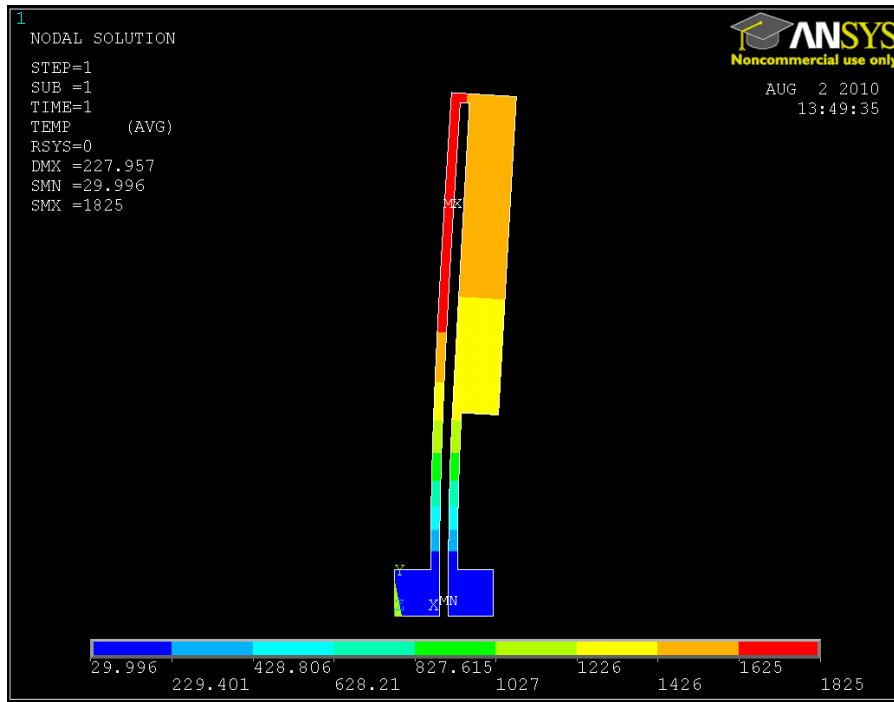 1
NODAL SOLUTION
STEP=1
SUB =1
TIME=1
TEMP (AVG)
RSYS=0
DMX =227.957
SMN =29.996
SMX =1825
ANSYS
Noncommercial use only
AUG 2 2010
13:49:35
MX
Y
Z X MN
29.996 428.806 827.615 1226 1625
229.401 628.21 1027 1426 1825